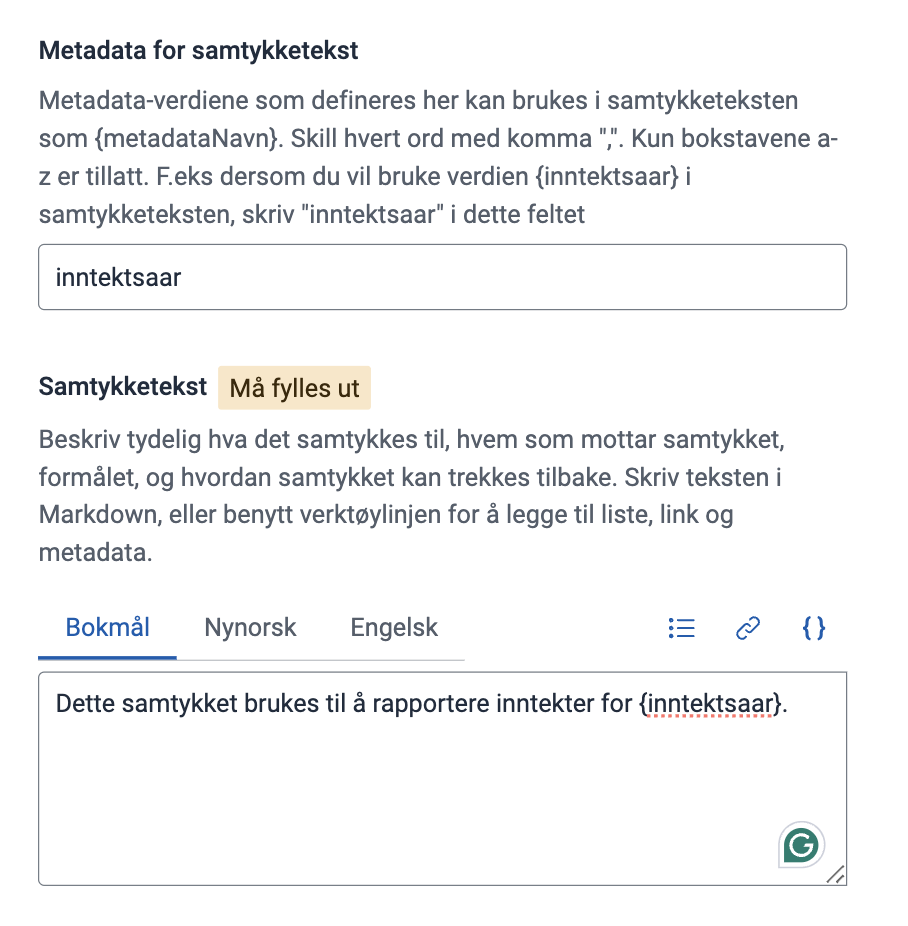 Metadata for samtykketekst
Metadata-verdiene som defineres her kan brukes i samtykketeksten
som {metadataNavn}. Skill hvert ord med komma ",". Kun bokstavene a-
z er tillatt. F.eks dersom du vil bruke verdien {inntektsaar} i
samtykketeksten, skriv "inntektsaar" i dette feltet
inntektsaar
Samtykketekst Må fylles ut
Beskriv tydelig hva det samtykkes til, hvem som mottar samtykket,
formålet, og hvordan samtykket kan trekkes tilbake. Skriv teksten i
Markdown, eller benytt verktøylinjen for å legge til liste, link og
metadata.
Bokmål Nynorsk Engelsk {}
Dette samtykket brukes til å rapportere inntekter for {inntektsaar}.
G